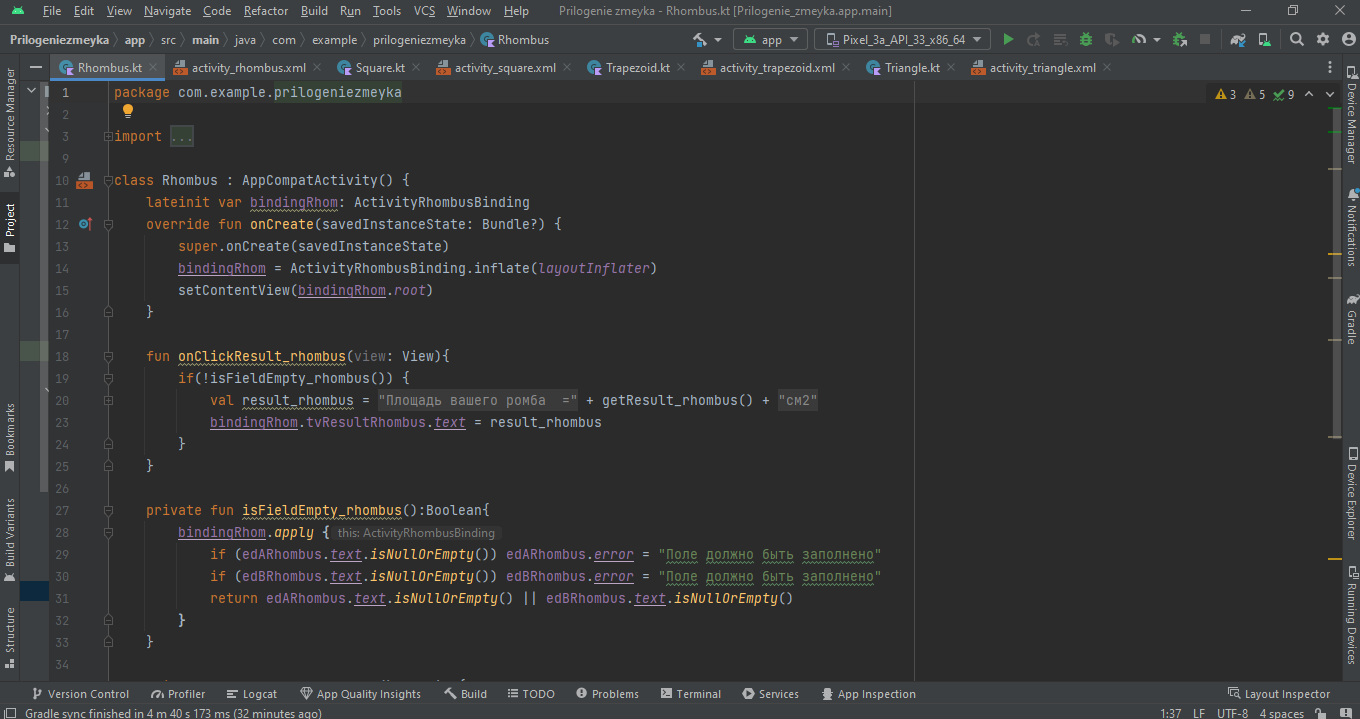 File Edit View Navigate Code Refactor Build Run Tools VCS Window Help Prilogenie zmeyka - Rhombus.kt [Prilogenie_zmeyka.app.main]
Prilogeniezmeyka app src main java com example prilogeniezmeyka Rhombus app Pixel_3a_API_33_x86_64
Rhombus.kt activity_rhombus.xml Square.kt activity_square.xml Trapezoid.kt activity_trapezoid.xml Triangle.kt activity_triangle.xml
Resource Manager
Project
Bookmarks
Build Variants
Structure
1 package com.example.prilogeniezmeyka
3 5 9
2
3 import ...
9
10 class Rhombus : AppCompatActivity() {
11 lateinit var bindingRhom: ActivityRhombusBinding
12 override fun onCreate(savedInstanceState: Bundle?) {
13 super.onCreate(savedInstanceState)
14 bindingRhom = ActivityRhombusBinding.inflate(layoutInflater)
15 setContentView(bindingRhom.root)
16 }
17
18 fun onClickResult_rhombus(view: View){
19 if(!isFieldEmpty_rhombus()) {
20 val result_rhombus = "Площадь вашего ромба =" + getResult_rhombus() + "см2"
23 bindingRhom.tvResultRhombus.text = result_rhombus
24 }
25 }
26
27 private fun isFieldEmpty_rhombus():Boolean{
28 bindingRhom.apply { this: ActivityRhombusBinding
29 if (edARhombus.text.isNullOrEmpty()) edARhombus.error = "Поле должно быть заполнено"
30 if (edBRhombus.text.isNullOrEmpty()) edBRhombus.error = "Поле должно быть заполнено"
31 return edARhombus.text.isNullOrEmpty() || edBRhombus.text.isNullOrEmpty()
32 }
33 }
34
Device Manager
Notifications
Gradle
Device Explorer
Running Devices
Version Control Profiler Logcat App Quality Insights Build TODO Problems Terminal Services App Inspection Layout Inspector
Gradle sync finished in 4 m 40 s 173 ms (32 minutes ago) 1:37 LF UTF-8 4 spaces